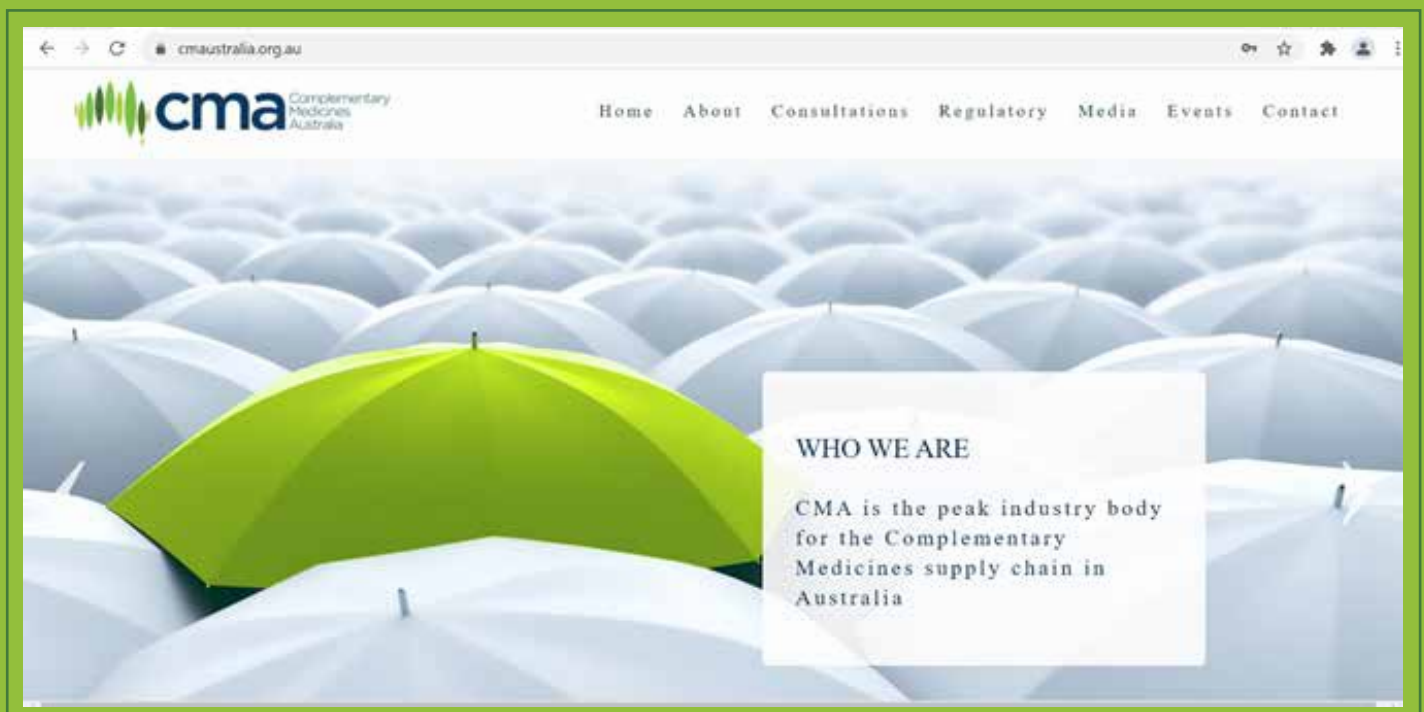 cmaustralia.org.au
cma
Complementary
Medicines
Australia
Home About Consultations Regulatory Media Events Contact
WHO WE ARE
CMA is the peak industry body
for the Complementary
Medicines supply chain in
Australia